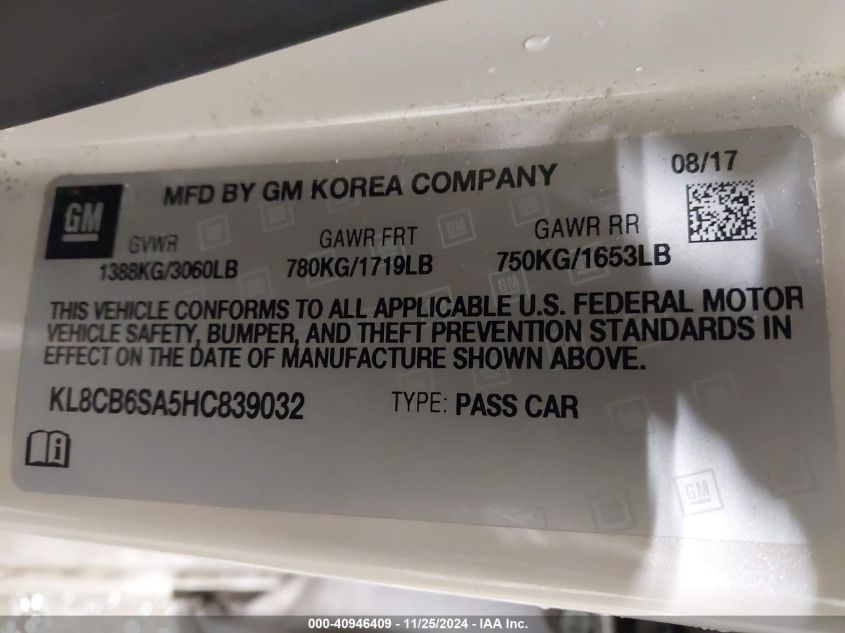 MFD BY GM KOREA COMPANY
08/17
GM
GVWR GAWR FRT GAWR RR
1388KG/3060LB 780KG/1719LB 750KG/1653LB
THIS VEHICLE CONFORMS TO ALL APPLICABLE U.S. FEDERAL MOTOR
VEHICLE SAFETY, BUMPER, AND THEFT PREVENTION STANDARDS IN
EFFECT ON THE DATE OF MANUFACTURE SHOWN ABOVE.
KL8CB6SA5HC839032 TYPE: PASS CAR
GM
000-40946409 - 11/25/2024 - IAA Inc.